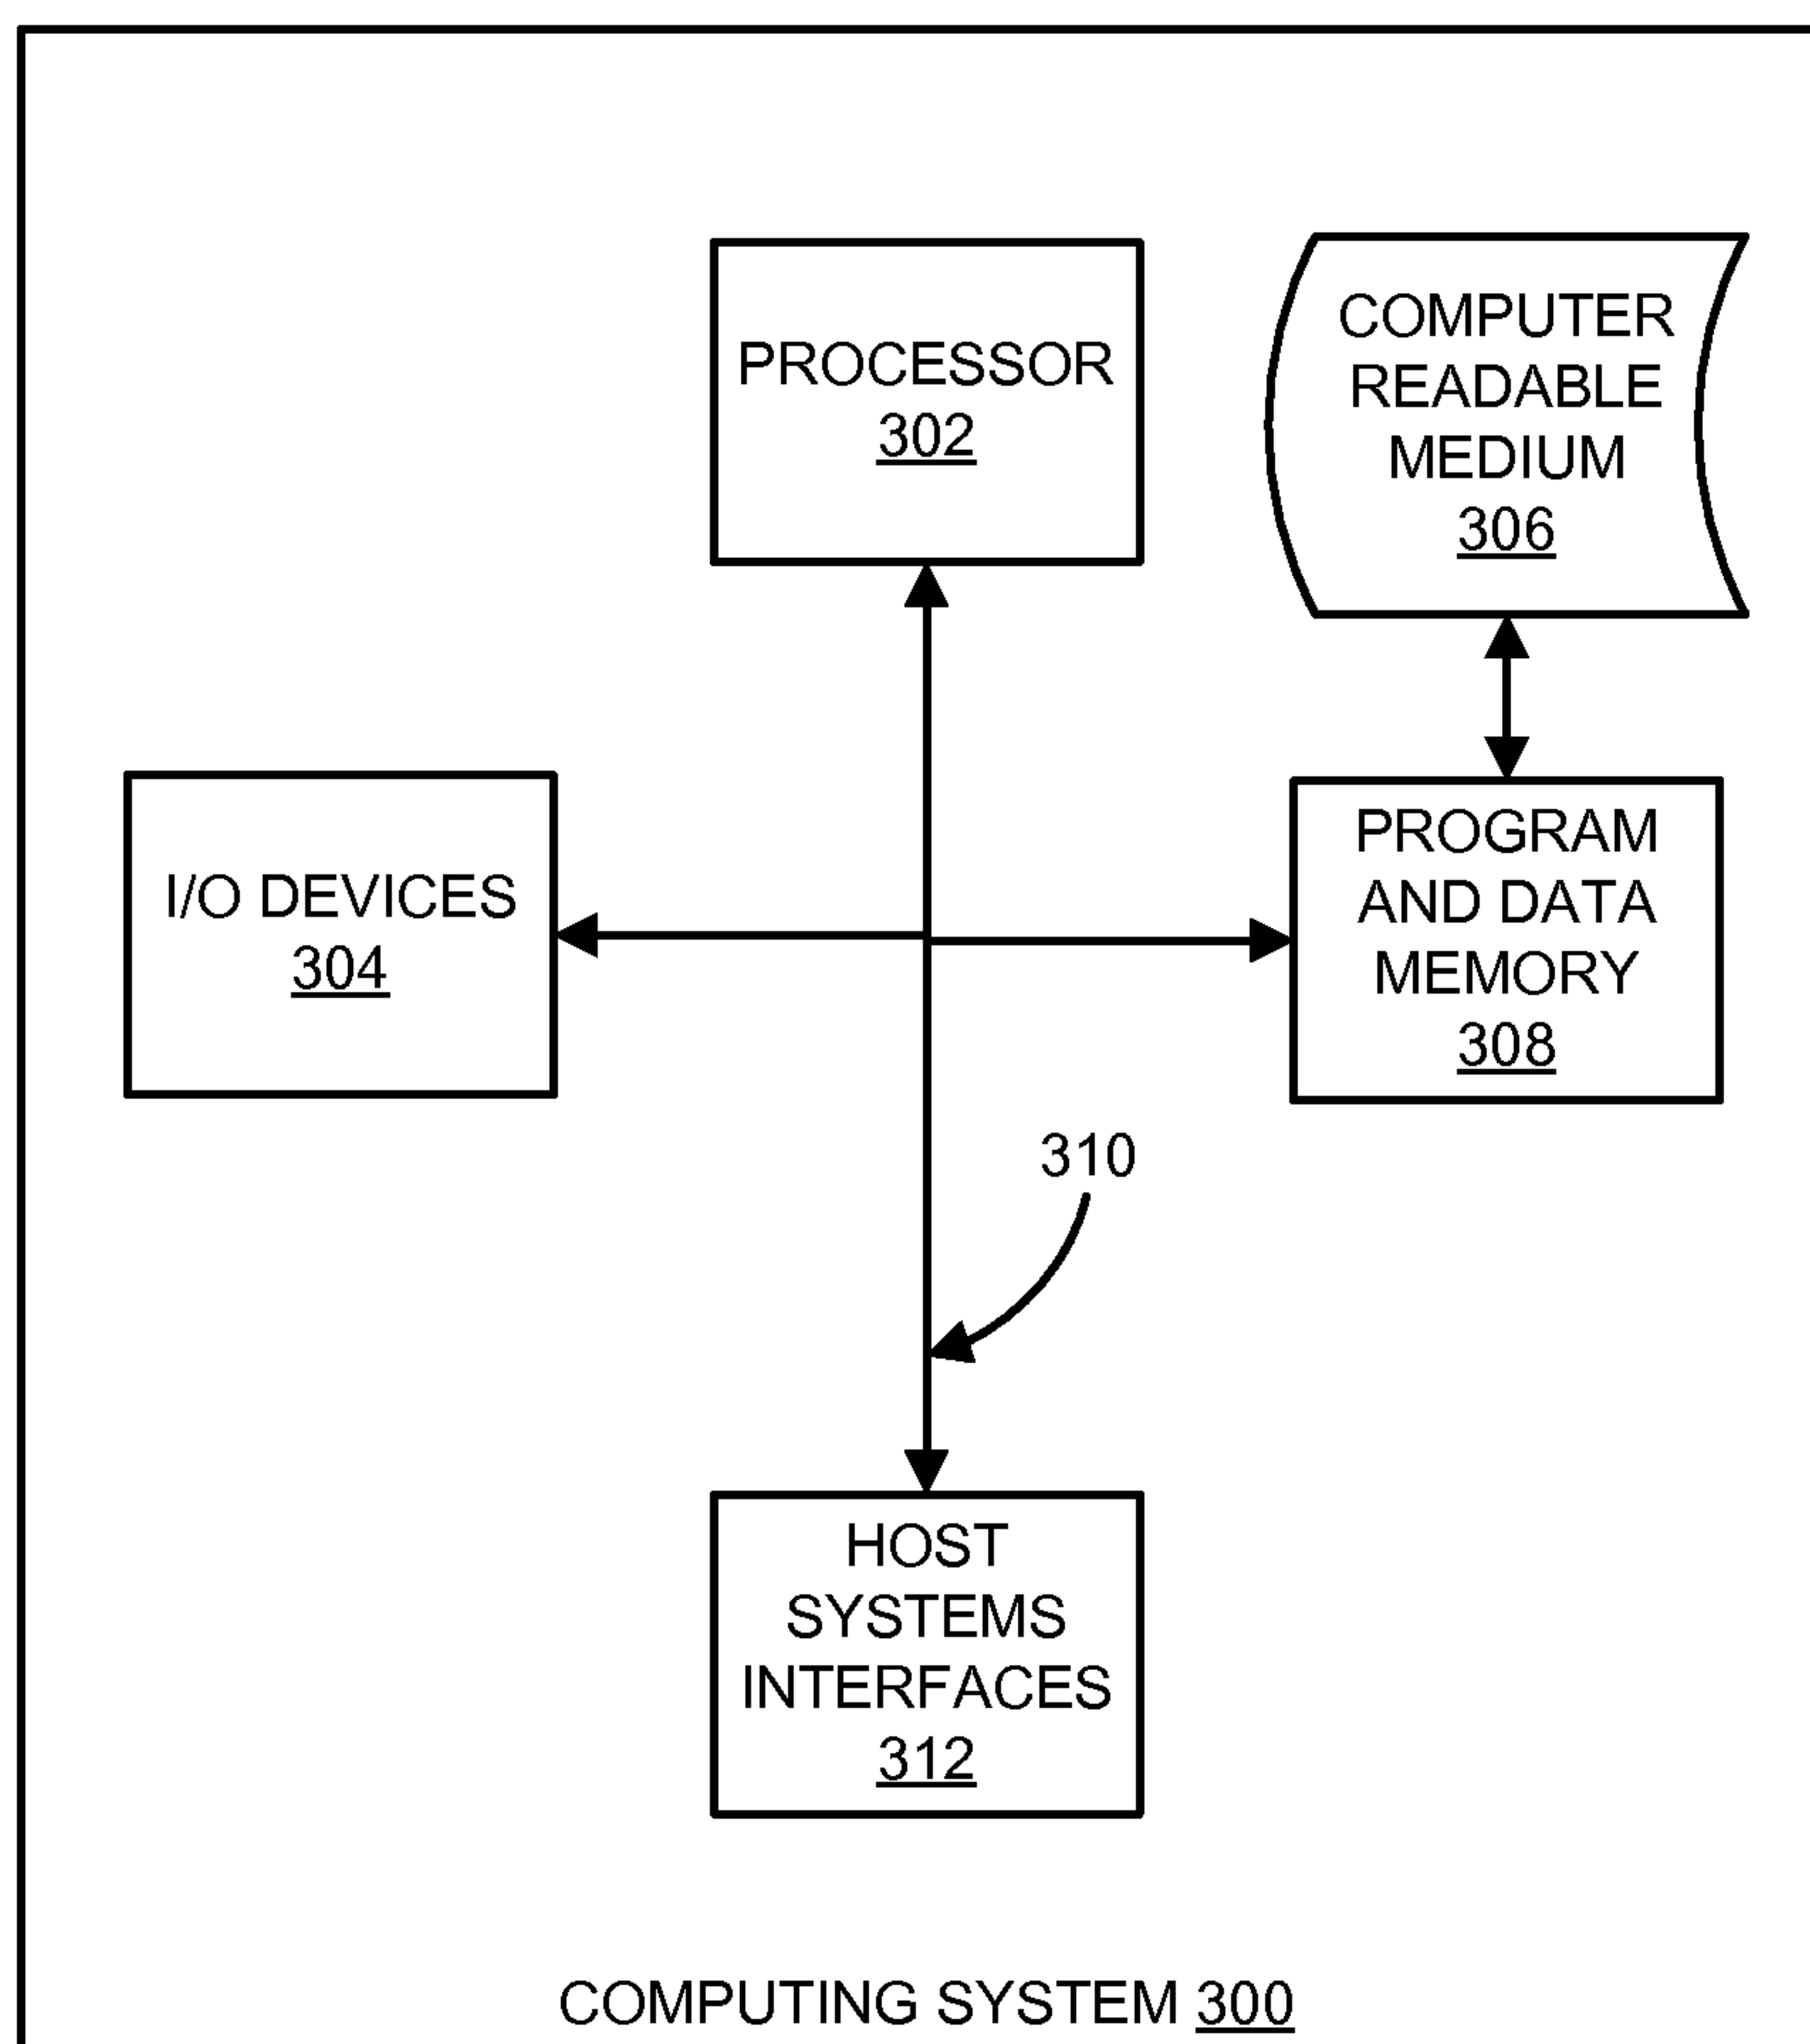 PROCESSOR
302
COMPUTER
READABLE
MEDIUM
306
I/O DEVICES
304
PROGRAM
AND DATA
MEMORY
308
310
HOST
SYSTEMS
INTERFACES
312
COMPUTING SYSTEM 300